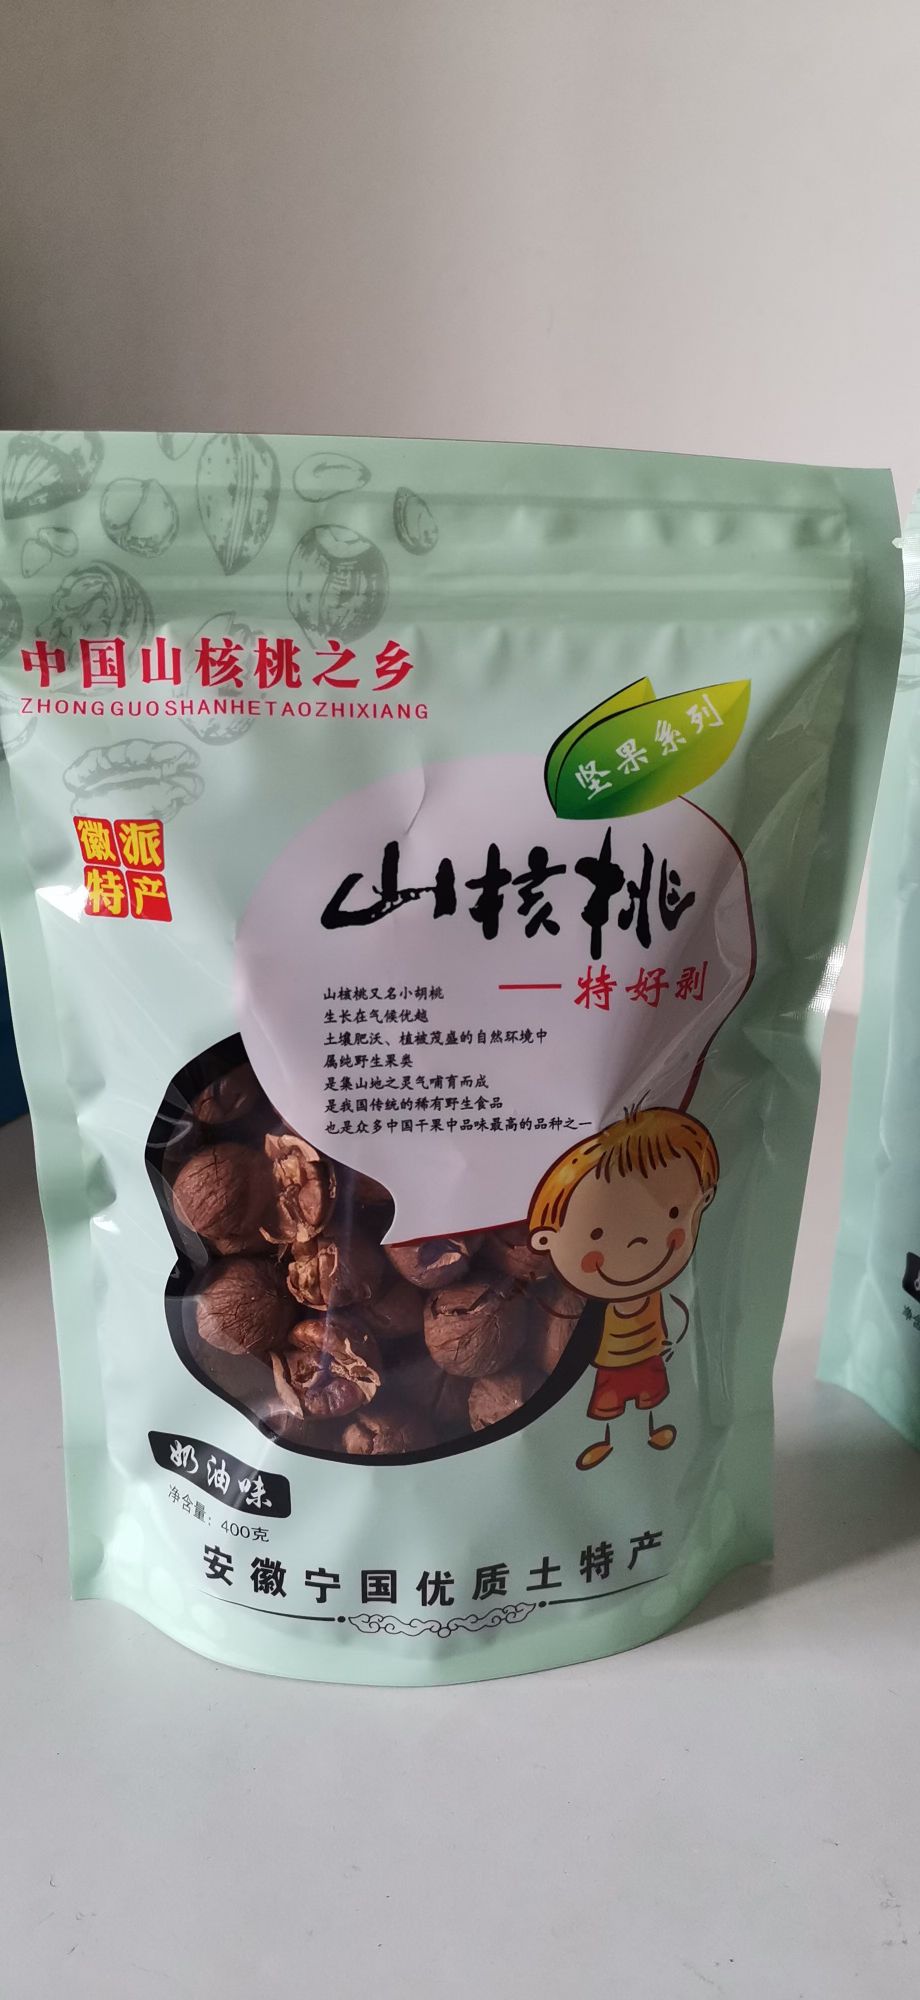 中国山核桃之乡
ZHONGGUOSHANHETAOZHIXIANG
坚果系列
徽派
特产
山核桃
特好剥
山核桃又名小胡桃
生长在气候优越
土壤肥沃、植被茂盛的自然环境中
属纯野生果类
是集山地之灵气哺育而成
是我国传统的稀有野生食品
也是众多中国干果中品味最高的品种之一
奶油味
净含量：400克
安徽宁国优质土特产